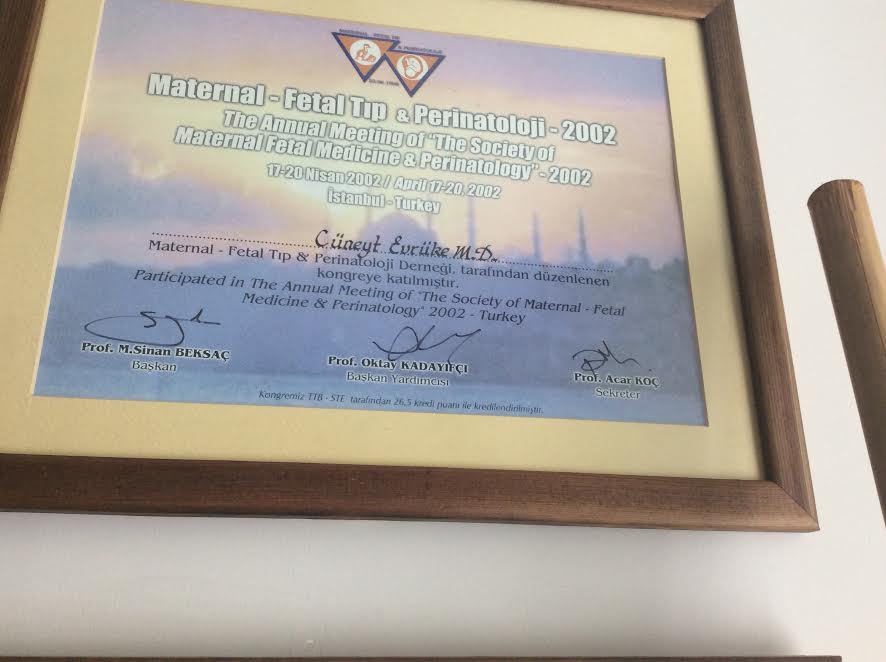 Maternal - Fetal Tıp & Perinatoloji - 2002
The Annual Meeting of "The Society of
Maternal Fetal Medicine & Perinatology" - 2002
17-20 Nisan 2002 / April 17-20, 2002
İstanbul - Turkey
Cüneyt Evrüke M.D.
Maternal - Fetal Tıp & Perinatoloji Derneği, tarafından düzenlenen
kongreye katılmıştır.
Participated in The Annual Meeting of "The Society of Maternal - Fetal
Medicine & Perinatology" 2002 - Turkey
Prof. M.Sinan BEKSAÇ
Başkan
Prof. Oktay KADAYIFÇI
Başkan Yardımcısı
Prof. Acar KOÇ
Sekreter
Kongremiz TTB - STE tarafından 26,5 kredi puanı ile kredilendirilmiştir.